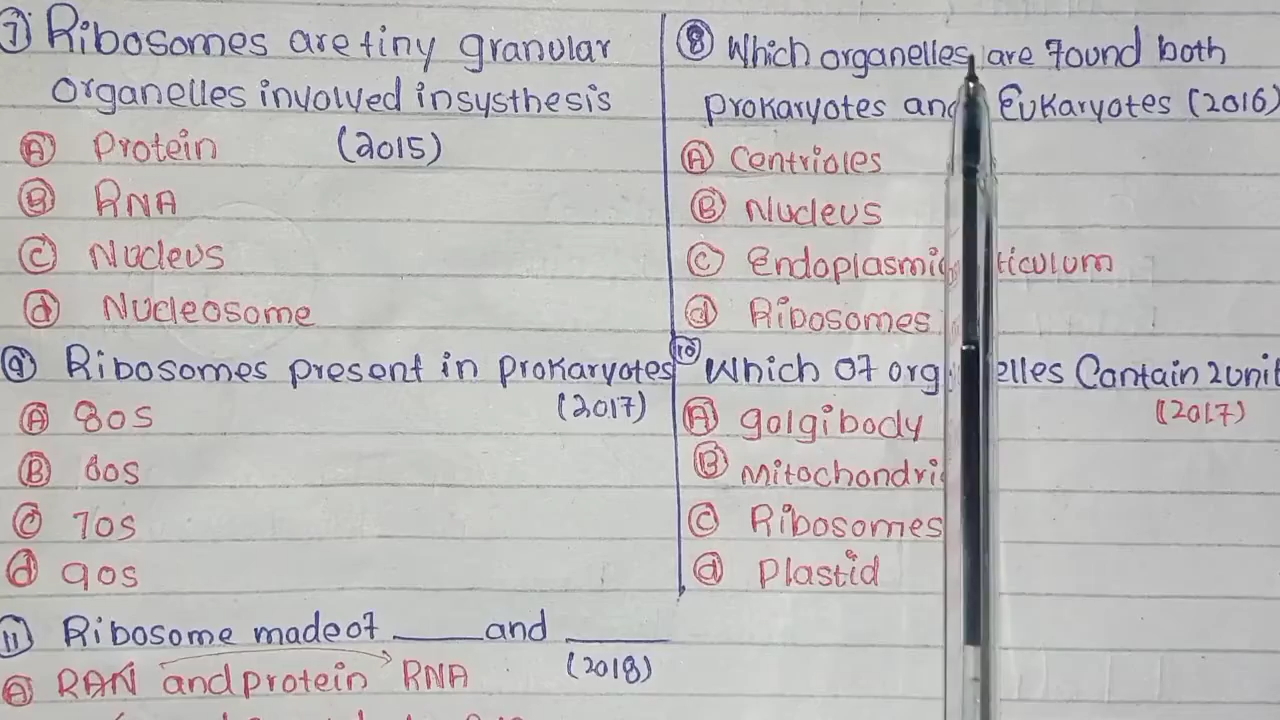 7 Ribosomes are tiny granular
organelles involved in systhesis
A Protein (2015)
B RNA
C Nucleus
d Nucleosome
8 Which organelles are found both
prokaryotes and Eukaryotes (2016)
A Centrioles
B Nucleus
C Endoplasmic ticulum
d Ribosomes
9 Ribosomes present in prokaryotes
(2017)
A 80s
B 60s
C 70s
d 90s
10 Which of org elles Contain 2unit
(2017)
A golgibody
B Mitochondri
C Ribosomes
d Plastid
11 Ribosome made of ____ and ____
(2018)
A RAN and protein RNA